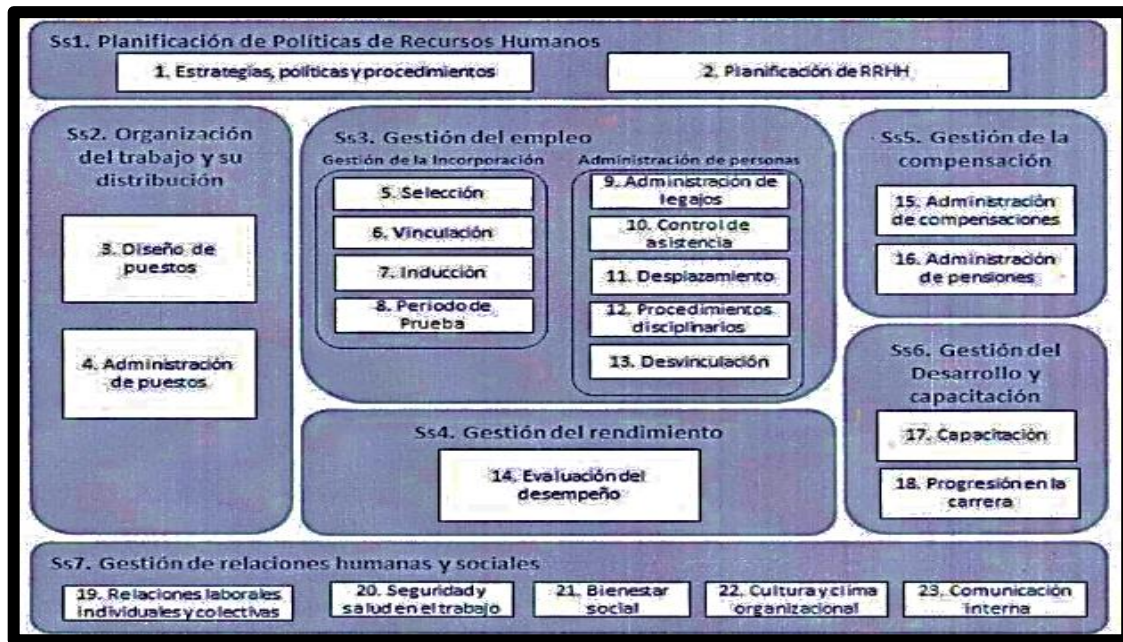 Ss1. Planificación de Políticas de Recursos Humanos
1. Estrategias, políticas y procedimientos
2. Planificación de RRHH
Ss2. Organización
del trabajo y su
distribución
3. Diseño de
puestos
4. Administración
de puestos
Ss3. Gestión del empleo
Gestión de la Incorporación
5. Selección
6. Vinculación
7. Inducción
8. Periodo de
Prueba
Administración de personas
9. Administración de
legajos
10. Control de
asistencia
11. Desplazamiento
12. Procedimientos
disciplinarios
13. Desvinculación
Ss4. Gestión del rendimiento
14. Evaluación del
desempeño
Ss5. Gestión de la
compensación
15. Administración
de compensaciones
16. Administración
de pensiones
Ss6. Gestión del
Desarrollo y
capacitación
17. Capacitación
18. Progresión en la
carrera
Ss7. Gestión de relaciones humanas y sociales
19. Relaciones laborales
individuales y colectivas
20. Seguridad y
salud en el trabajo
21. Bienestar
social
22. Cultura y clima
organizacional
23. Comunicación
interna